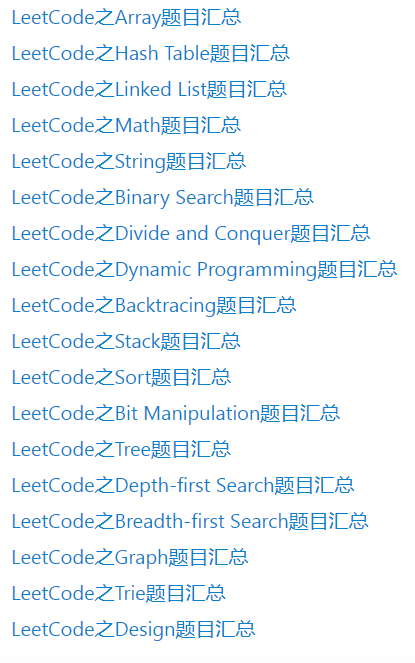 LeetCode之Array题目汇总
LeetCode之Hash Table题目汇总
LeetCode之Linked List题目汇总
LeetCode之Math题目汇总
LeetCode之String题目汇总
LeetCode之Binary Search题目汇总
LeetCode之Divide and Conquer题目汇总
LeetCode之Dynamic Programming题目汇总
LeetCode之Backtracing题目汇总
LeetCode之Stack题目汇总
LeetCode之Sort题目汇总
LeetCode之Bit Manipulation题目汇总
LeetCode之Tree题目汇总
LeetCode之Depth-first Search题目汇总
LeetCode之Breadth-first Search题目汇总
LeetCode之Graph题目汇总
LeetCode之Trie题目汇总
LeetCode之Design题目汇总